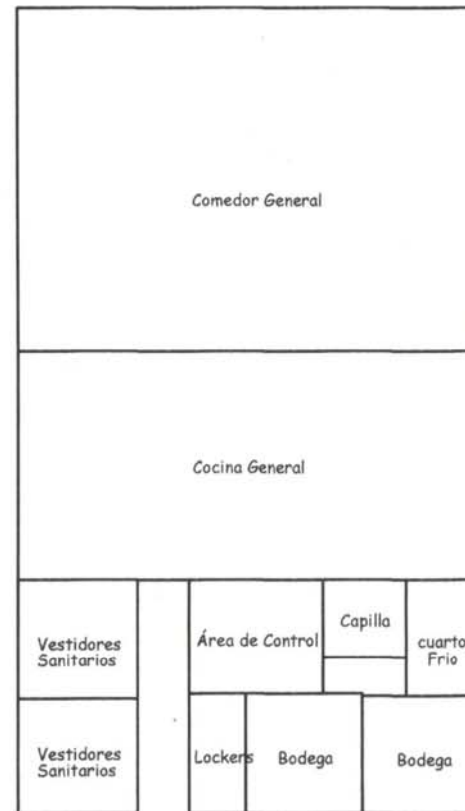 Comedor General
Cocina General
Vestidores
Sanitarios
Área de Control
Capilla
cuarto
Frio
Vestidores
Sanitarios
Lockers
Bodega
Bodega